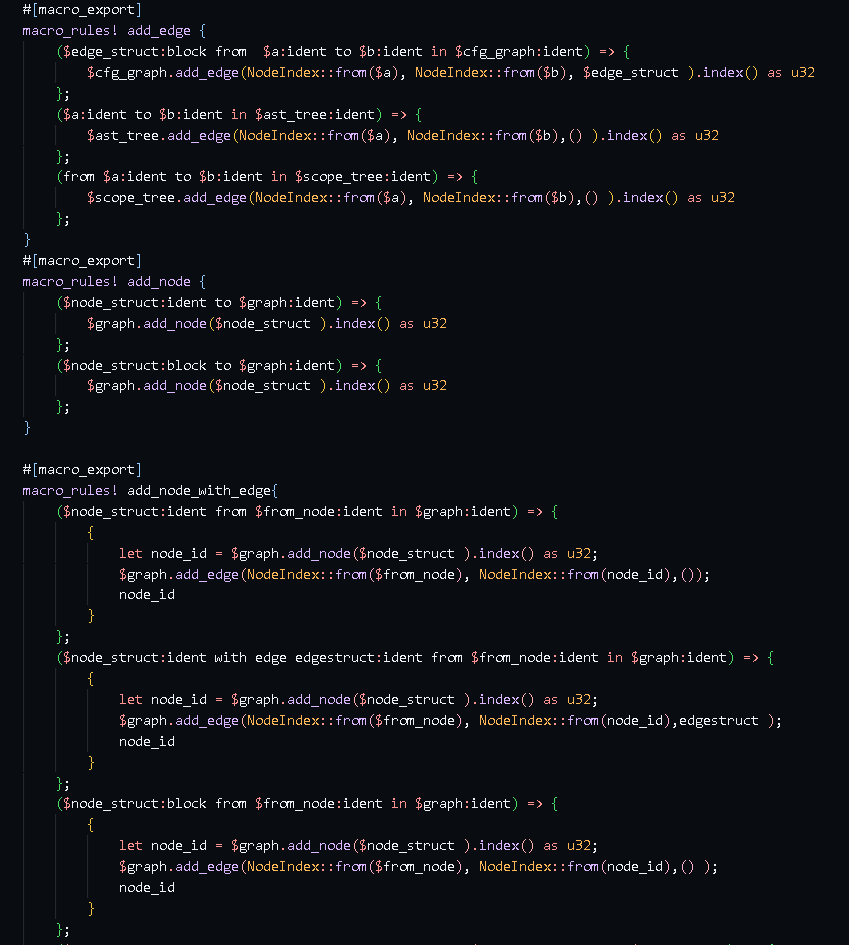 #[macro_export]
macro_rules! add_edge {
    ($edge_struct:block from  $a:ident to $b:ident in $cfg_graph:ident) => {
        $cfg_graph.add_edge(NodeIndex::from($a), NodeIndex::from($b), $edge_struct ).index() as u32
    };
    ($a:ident to $b:ident in $ast_tree:ident) => {
        $ast_tree.add_edge(NodeIndex::from($a), NodeIndex::from($b),() ).index() as u32
    };
    (from $a:ident to $b:ident in $scope_tree:ident) => {
        $scope_tree.add_edge(NodeIndex::from($a), NodeIndex::from($b),() ).index() as u32
    };
}
#[macro_export]
macro_rules! add_node {
    ($node_struct:ident to $graph:ident) => {
        $graph.add_node($node_struct ).index() as u32
    };
    ($node_struct:block to $graph:ident) => {
        $graph.add_node($node_struct ).index() as u32
    };
}
#[macro_export]
macro_rules! add_node_with_edge{
    ($node_struct:ident from $from_node:ident in $graph:ident) => {
        {
            let node_id = $graph.add_node($node_struct ).index() as u32;
            $graph.add_edge(NodeIndex::from($from_node), NodeIndex::from(node_id),());
            node_id
        }
    };
    ($node_struct:ident with edge edgestruct:ident from $from_node:ident in $graph:ident) => {
        {
            let node_id = $graph.add_node($node_struct ).index() as u32;
            $graph.add_edge(NodeIndex::from($from_node), NodeIndex::from(node_id),edgestruct );
            node_id
        }
    };
    ($node_struct:block from $from_node:ident in $graph:ident) => {
        {
            let node_id = $graph.add_node($node_struct ).index() as u32;
            $graph.add_edge(NodeIndex::from($from_node), NodeIndex::from(node_id),() );
            node_id
        }
    };